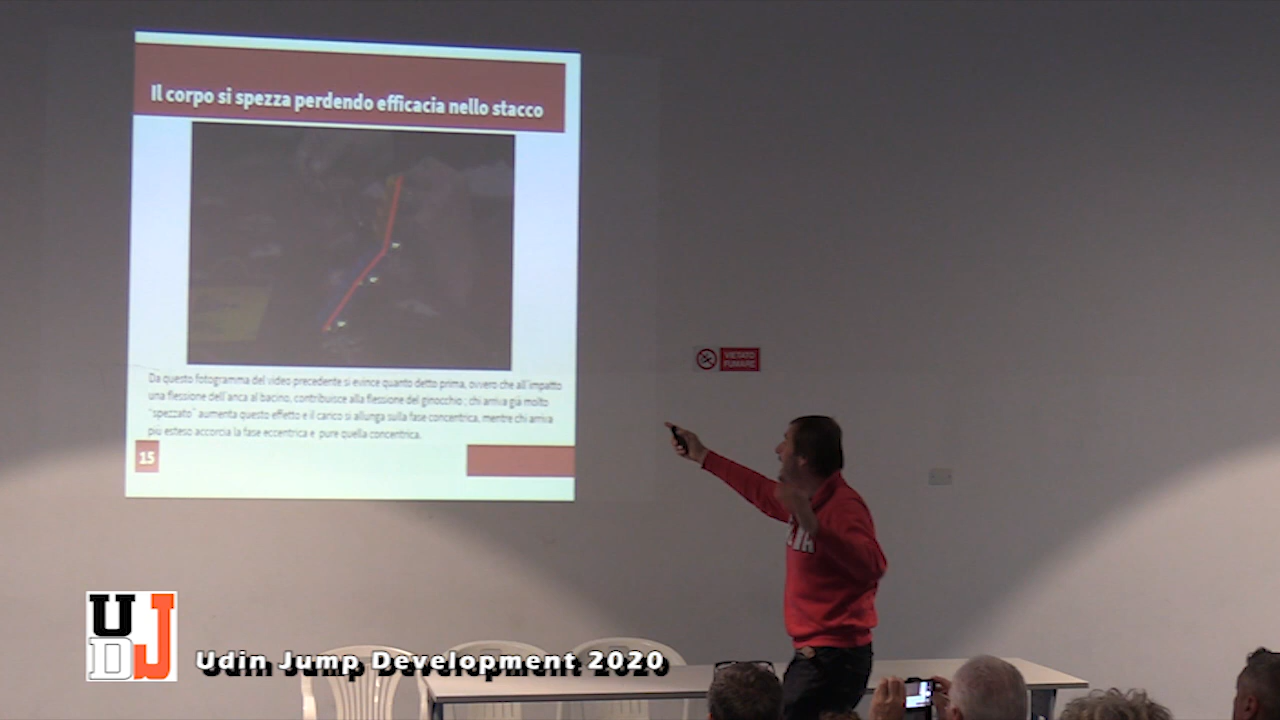 Il corpo si spezza perdendo efficacia nello stacco
Da questo fotogramma del video precedente si evince quanto detto prima, ovvero che all'impatto
una flessione dell'anca al bacino, contribuisce alla flessione del ginocchio ; chi arriva già molto
"spezzato" aumenta questo effetto e il carico si allunga sulla fase concentrica, mentre chi arriva
più esteso accorcia la fase eccentrica e pure quella concentrica.
15
VIETATO
FUMARE
UDJ
Udin Jump Development 2020